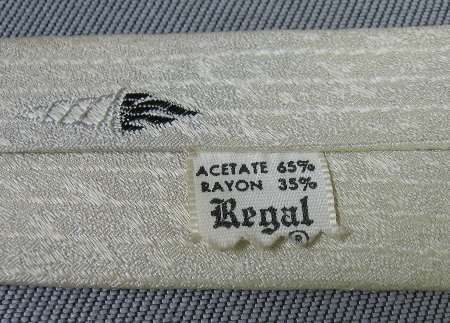 ACETATE 65%
RAYON 35%
Regal
®